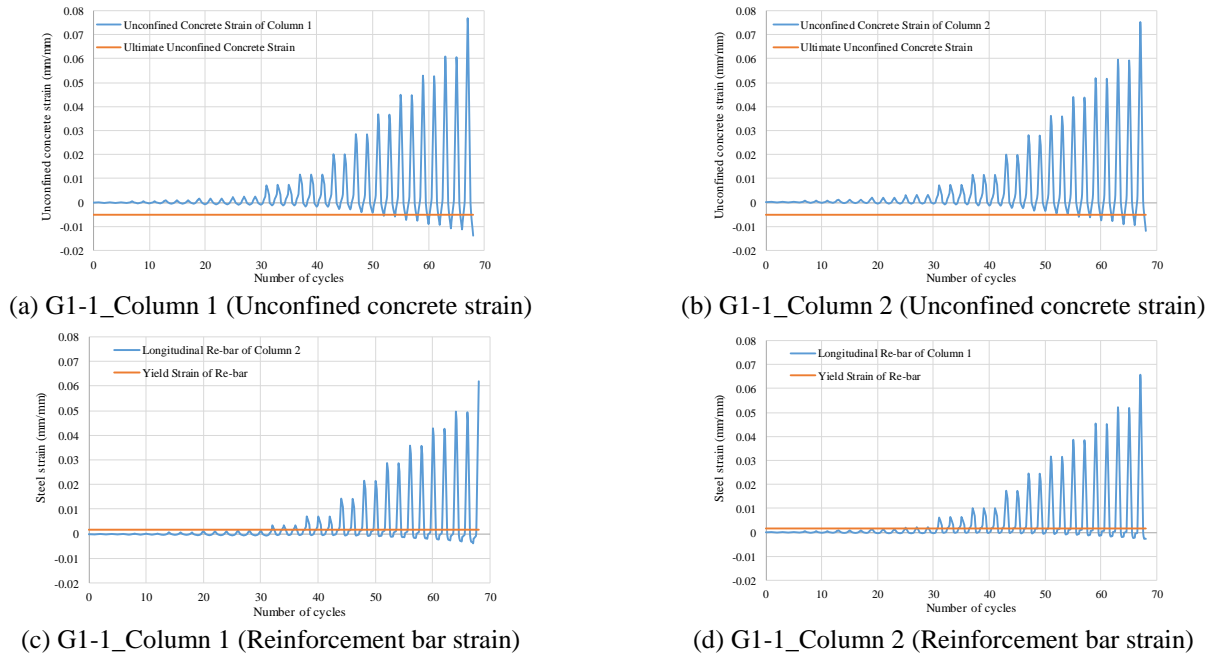 0.08
0.07
0.06
0.05
0.04
0.03
0.02
0.01
0
-0.01
-0.02
Unconfined concrete strain (mm/mm)
Unconfined Concrete Strain of Column 1
Ultimate Unconfined Concrete Strain
0 10 20 30 40 50 60 70
Number of cycles
(a) G1-1_Column 1 (Unconfined concrete strain)
0.08
0.07
0.06
0.05
0.04
0.03
0.02
0.01
0
-0.01
-0.02
Unconfined concrete strain (mm/mm)
Unconfined Concrete Strain of Column 2
Ultimate Unconfined Concrete Strain
0 10 20 30 40 50 60 70
Number of cycles
(b) G1-1_Column 2 (Unconfined concrete strain)
0.08
0.07
0.06
0.05
0.04
0.03
0.02
0.01
0
-0.01
-0.02
Steel strain (mm/mm)
Longitudinal Re-bar of Column 2
Yield Strain of Re-bar
0 10 20 30 40 50 60 70
Number of cycles
(c) G1-1_Column 1 (Reinforcement bar strain)
0.08
0.07
0.06
0.05
0.04
0.03
0.02
0.01
0
-0.01
-0.02
Steel strain (mm/mm)
Longitudinal Re-bar of Column 1
Yield Strain of Re-bar
0 10 20 30 40 50 60 70
Number of cycles
(d) G1-1_Column 2 (Reinforcement bar strain)